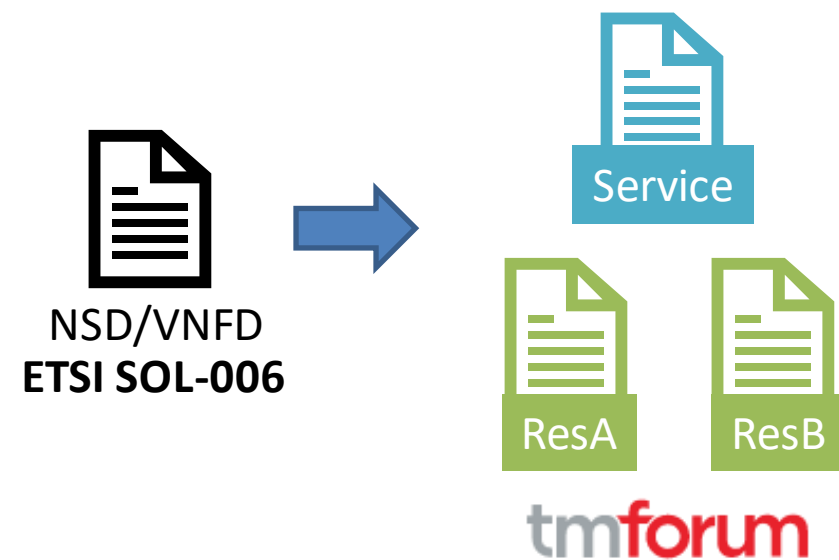 Service
NSD/VNFD
ETSI SOL-006
ResA
ResB
tmforum